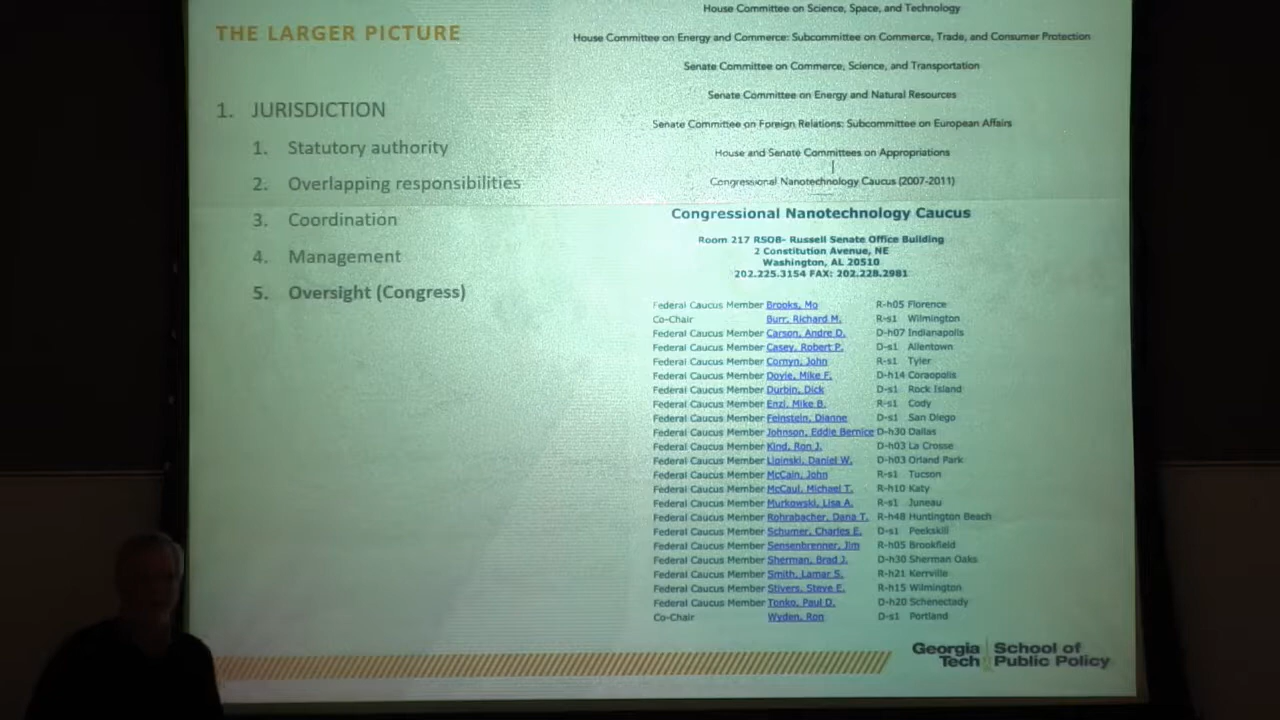 THE LARGER PICTURE
1. JURISDICTION
1. Statutory authority
2. Overlapping responsibilities
3. Coordination
4. Management
5. Oversight (Congress)
House Committee on Science, Space, and Technology
House Committee on Energy and Commerce: Subcommittee on Commerce, Trade, and Consumer Protection
Senate Committee on Commerce, Science, and Transportation
Senate Committee on Energy and Natural Resources
Senate Committee on Foreign Relations: Subcommittee on European Affairs
House and Senate Committees on Appropriations
Congressional Nanotechnology Caucus (2007-2011)
Congressional Nanotechnology Caucus
Room 217 RSOB- Russell Senate Office Building
2 Constitution Avenue, NE
Washington, AL 20510
202.225.3154 FAX: 202.228.2981
Federal Caucus Member Brooks, Mo R-h05 Florence
Co-Chair Burr, Richard M. R-s1 Wilmington
Federal Caucus Member Carson, Andre D. D-h07 Indianapolis
Federal Caucus Member Casey, Robert P. D-s1 Allentown
Federal Caucus Member Cornyn, John R-s1 Tyler
Federal Caucus Member Doyle, Mike F. D-h14 Coraopolis
Federal Caucus Member Durbin, Dick D-s1 Rock Island
Federal Caucus Member Enzi, Mike B. R-s1 Cody
Federal Caucus Member Feinstein, Dianne D-s1 San Diego
Federal Caucus Member Johnson, Eddie Bernice D-h30 Dallas
Federal Caucus Member Kind, Ron J. D-h03 La Crosse
Federal Caucus Member Lipinski, Daniel W. D-h03 Orland Park
Federal Caucus Member McCain, John R-s1 Tucson
Federal Caucus Member McCaul, Michael T. R-h10 Katy
Federal Caucus Member Murkowski, Lisa A. R-s1 Juneau
Federal Caucus Member Rohrabacher, Dana T. R-h48 Huntington Beach
Federal Caucus Member Schumer, Charles E. D-s1 Peekskill
Federal Caucus Member Sensenbrenner, Jim R-h05 Brookfield
Federal Caucus Member Sherman, Brad J. D-h30 Sherman Oaks
Federal Caucus Member Smith, Lamar S. R-h21 Kerrville
Federal Caucus Member Stivers, Steve E. R-h15 Wilmington
Federal Caucus Member Tonko, Paul D. D-h20 Schenectady
Co-Chair Wyden, Ron D-s1 Portland
Georgia Tech
School of Public Policy